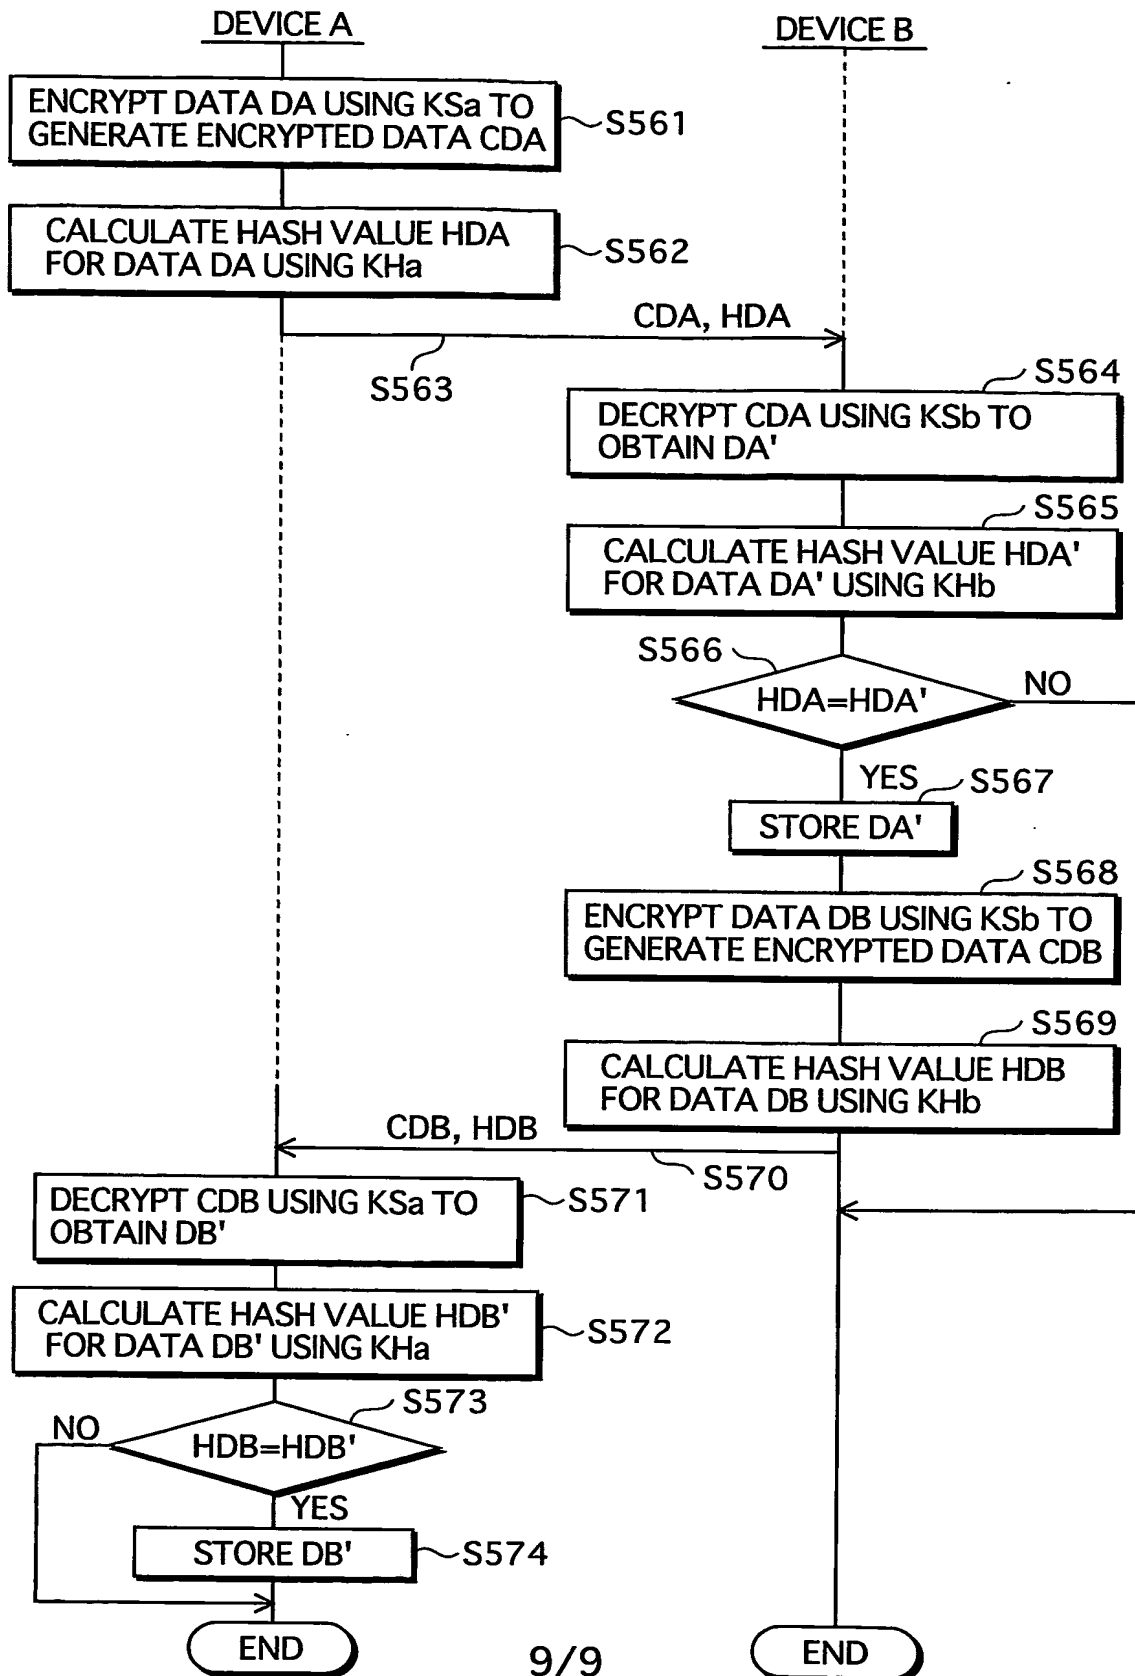 DEVICE A
DEVICE B
ENCRYPT DATA DA USING KSa TO
GENERATE ENCRYPTED DATA CDA
S561
CALCULATE HASH VALUE HDA
FOR DATA DA USING KHa
S562
CDA, HDA
S563
S564
DECRYPT CDA USING KSb TO
OBTAIN DA'
S565
CALCULATE HASH VALUE HDA'
FOR DATA DA' USING KHb
S566
HDA=HDA'
NO
YES
S567
STORE DA'
S568
ENCRYPT DATA DB USING KSb TO
GENERATE ENCRYPTED DATA CDB
S569
CALCULATE HASH VALUE HDB
FOR DATA DB USING KHb
CDB, HDB
S570
DECRYPT CDB USING KSa TO
OBTAIN DB'
S571
CALCULATE HASH VALUE HDB'
FOR DATA DB' USING KHa
S572
S573
NO
HDB=HDB'
YES
STORE DB'
S574
END
END
9/9